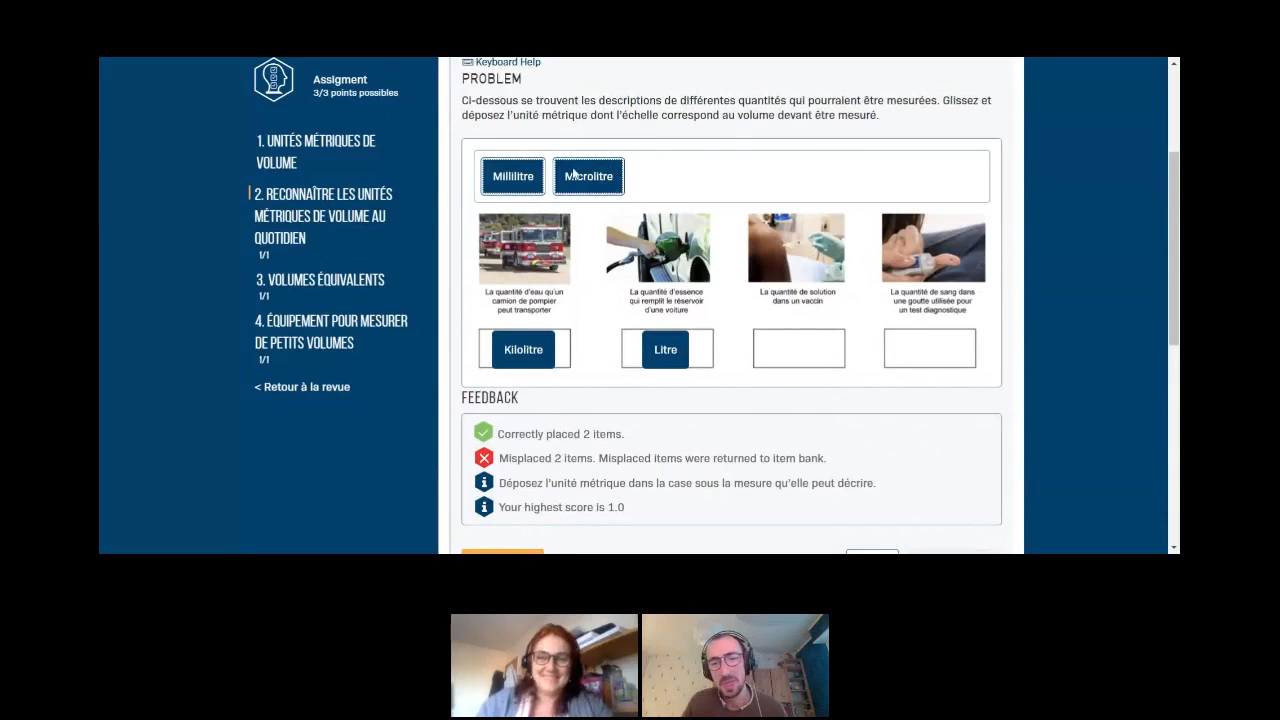 Assigment
3/3 points possibles
1. UNITÉS MÉTRIQUES DE
VOLUME
2. RECONNAÎTRE LES UNITÉS
MÉTRIQUES DE VOLUME AU
QUOTIDIEN
1/1
3. VOLUMES ÉQUIVALENTS
1/1
4. ÉQUIPEMENT POUR MESURER
DE PETITS VOLUMES
1/1
< Retour à la revue
Keyboard Help
PROBLEM
Ci-dessous se trouvent les descriptions de différentes quantités qui pourraient être mesurées. Glissez et
déposez l'unité métrique dont l'échelle correspond au volume devant être mesuré.
Millilitre
Microlitre
La quantité d'eau qu'un
camion de pompier
peut transporter
La quantité d'essence
qui remplit le réservoir
d'une voiture
La quantité de solution
dans un vaccin
La quantité de sang dans
une goutte utilisée pour
un test diagnostique
Kilolitre
Litre
FEEDBACK
Correctly placed 2 items.
Misplaced 2 items. Misplaced items were returned to item bank.
Déposez l'unité métrique dans la case sous la mesure qu'elle peut décrire.
Your highest score is 1.0